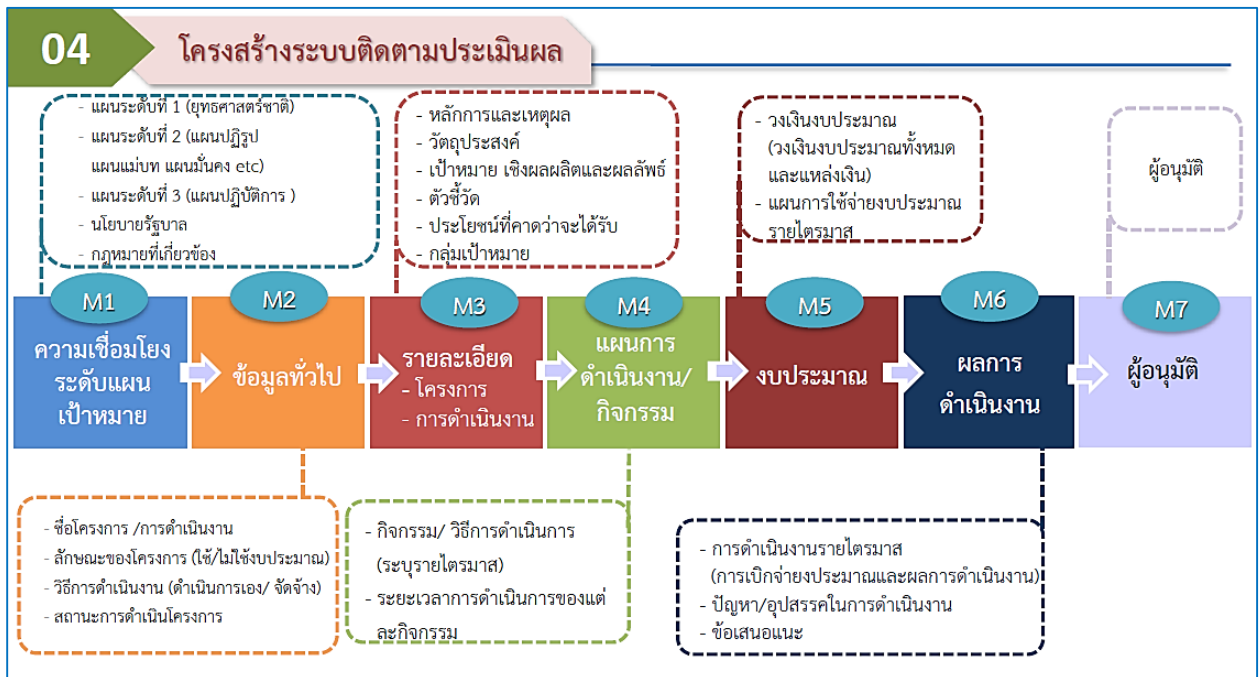 04
โครงสร้างระบบติดตามประเมินผล
- แผนระดับที่ 1 (ยุทธศาสตร์ชาติ)
- แผนระดับที่ 2 (แผนปฏิรูป
แผนแม่บท แผนมั่นคง etc)
- แผนระดับที่ 3 (แผนปฏิบัติการ )
- นโยบายรัฐบาล
- กฎหมายที่เกี่ยวข้อง
- หลักการและเหตุผล
- วัตถุประสงค์
- เป้าหมาย เชิงผลผลิตและผลลัพธ์
- ตัวชี้วัด
- ประโยชน์ที่คาดว่าจะได้รับ
- กลุ่มเป้าหมาย
- วงเงินงบประมาณ
(วงเงินงบประมาณทั้งหมด
และแหล่งเงิน)
- แผนการใช้จ่ายงบประมาณ
รายไตรมาส
ผู้อนุมัติ
M1
ความเชื่อมโยง
ระดับแผน
เป้าหมาย
M2
ข้อมูลทั่วไป
M3
รายละเอียด
- โครงการ
- การดำเนินงาน
M4
แผนการ
ดำเนินงาน/
กิจกรรม
M5
งบประมาณ
M6
ผลการ
ดำเนินงาน
M7
ผู้อนุมัติ
- ชื่อโครงการ /การดำเนินงาน
- ลักษณะของโครงการ (ใช้/ไม่ใช้งบประมาณ)
- วิธีการดำเนินงาน (ดำเนินการเอง/ จัดจ้าง)
- สถานะการดำเนินโครงการ
- กิจกรรม/ วิธีการดำเนินการ
(ระบุรายไตรมาส)
- ระยะเวลาการดำเนินการของแต่
ละกิจกรรม
- การดำเนินงานรายไตรมาส
(การเบิกจ่ายงประมาณและผลการดำเนินงาน)
- ปัญหา/อุปสรรคในการดำเนินงาน
- ข้อเสนอแนะ